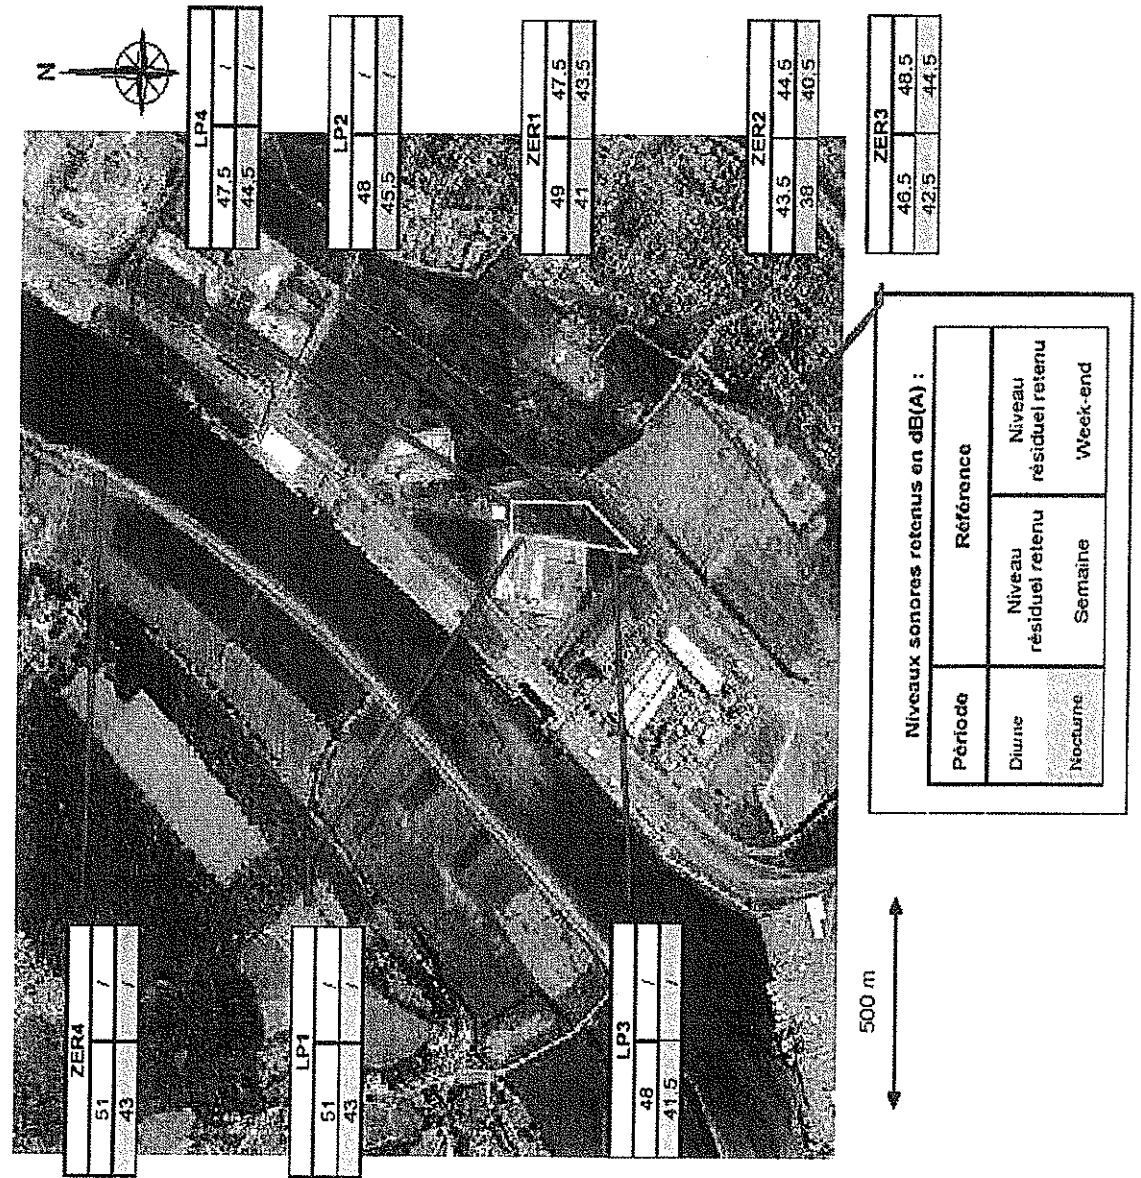 N
LP4
47.5 /
44.5 /
LP2
48 /
45.5 /
ZER1
49 47.5
41 43.5
ZER2
43.5 44.5
38 40.5
ZER3
46.5 48.5
42.5 44.5
ZER4
51 /
43 /
LP1
51 /
43 /
LP3
48 /
41.5 /
500 m
Niveaux sonores retenus en dB(A) :
Période Référence
Diurne Niveau résiduel retenu Niveau résiduel retenu
Nocturne Semaine Week-end